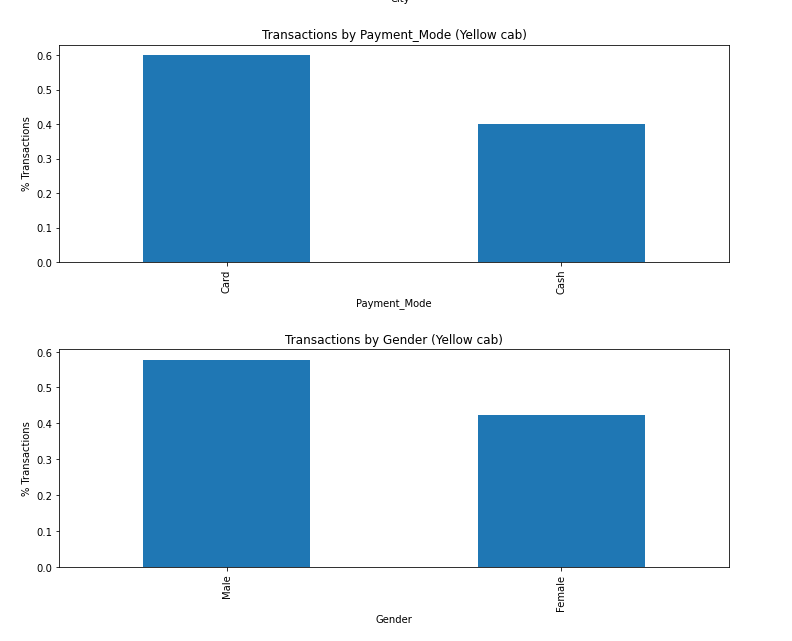 City
Transactions by Payment_Mode (Yellow cab)
0.6
0.5
0.4
0.3
0.2
0.1
0.0
% Transactions
Card
Cash
Payment_Mode
Transactions by Gender (Yellow cab)
0.6
0.5
0.4
0.3
0.2
0.1
0.0
% Transactions
Male
Female
Gender